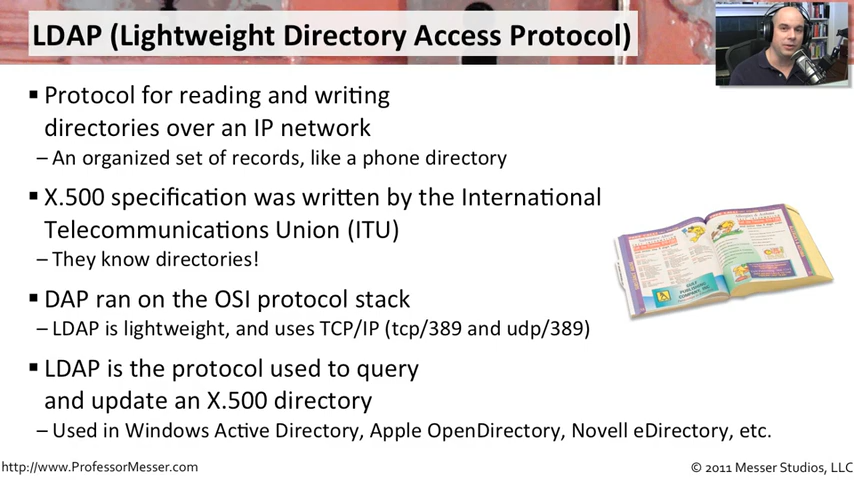 LDAP (Lightweight Directory Access Protocol)
▪ Protocol for reading and writing
directories over an IP network
– An organized set of records, like a phone directory
▪ X.500 specification was written by the International
Telecommunications Union (ITU)
– They know directories!
▪ DAP ran on the OSI protocol stack
– LDAP is lightweight, and uses TCP/IP (tcp/389 and udp/389)
▪ LDAP is the protocol used to query
and update an X.500 directory
– Used in Windows Active Directory, Apple OpenDirectory, Novell eDirectory, etc.
http://www.ProfessorMesser.com
© 2011 Messer Studios, LLC